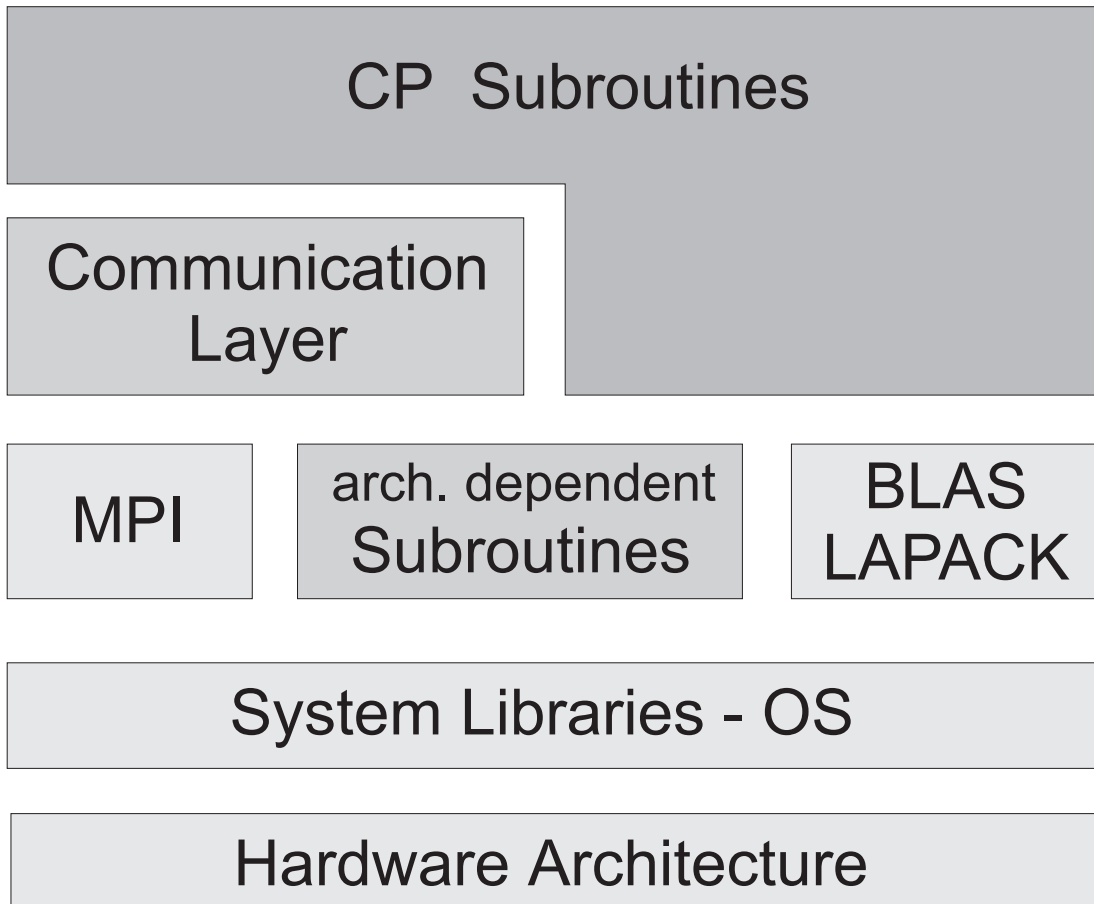 CP Subroutines
Communication
Layer
MPI
arch. dependent
Subroutines
BLAS
LAPACK
System Libraries - OS
Hardware Architecture